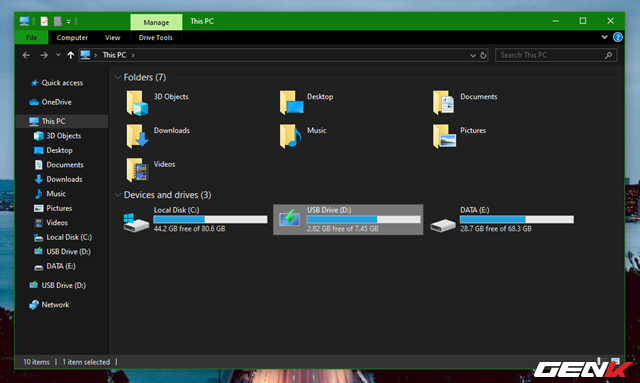 Manage
This PC
File
Computer
View
Drive Tools
This PC
Search This PC
Quick access
OneDrive
This PC
3D Objects
Desktop
Documents
Downloads
Music
Pictures
Videos
Local Disk (C:)
USB Drive (D:)
DATA (E:)
USB Drive (D:)
Network
Folders (7)
3D Objects
Desktop
Documents
Downloads
Music
Pictures
Videos
Devices and drives (3)
Local Disk (C:)
44.2 GB free of 80.6 GB
USB Drive (D:)
2.82 GB free of 7.45 GB
DATA (E:)
28.7 GB free of 68.3 GB
10 items
1 item selected
GENK